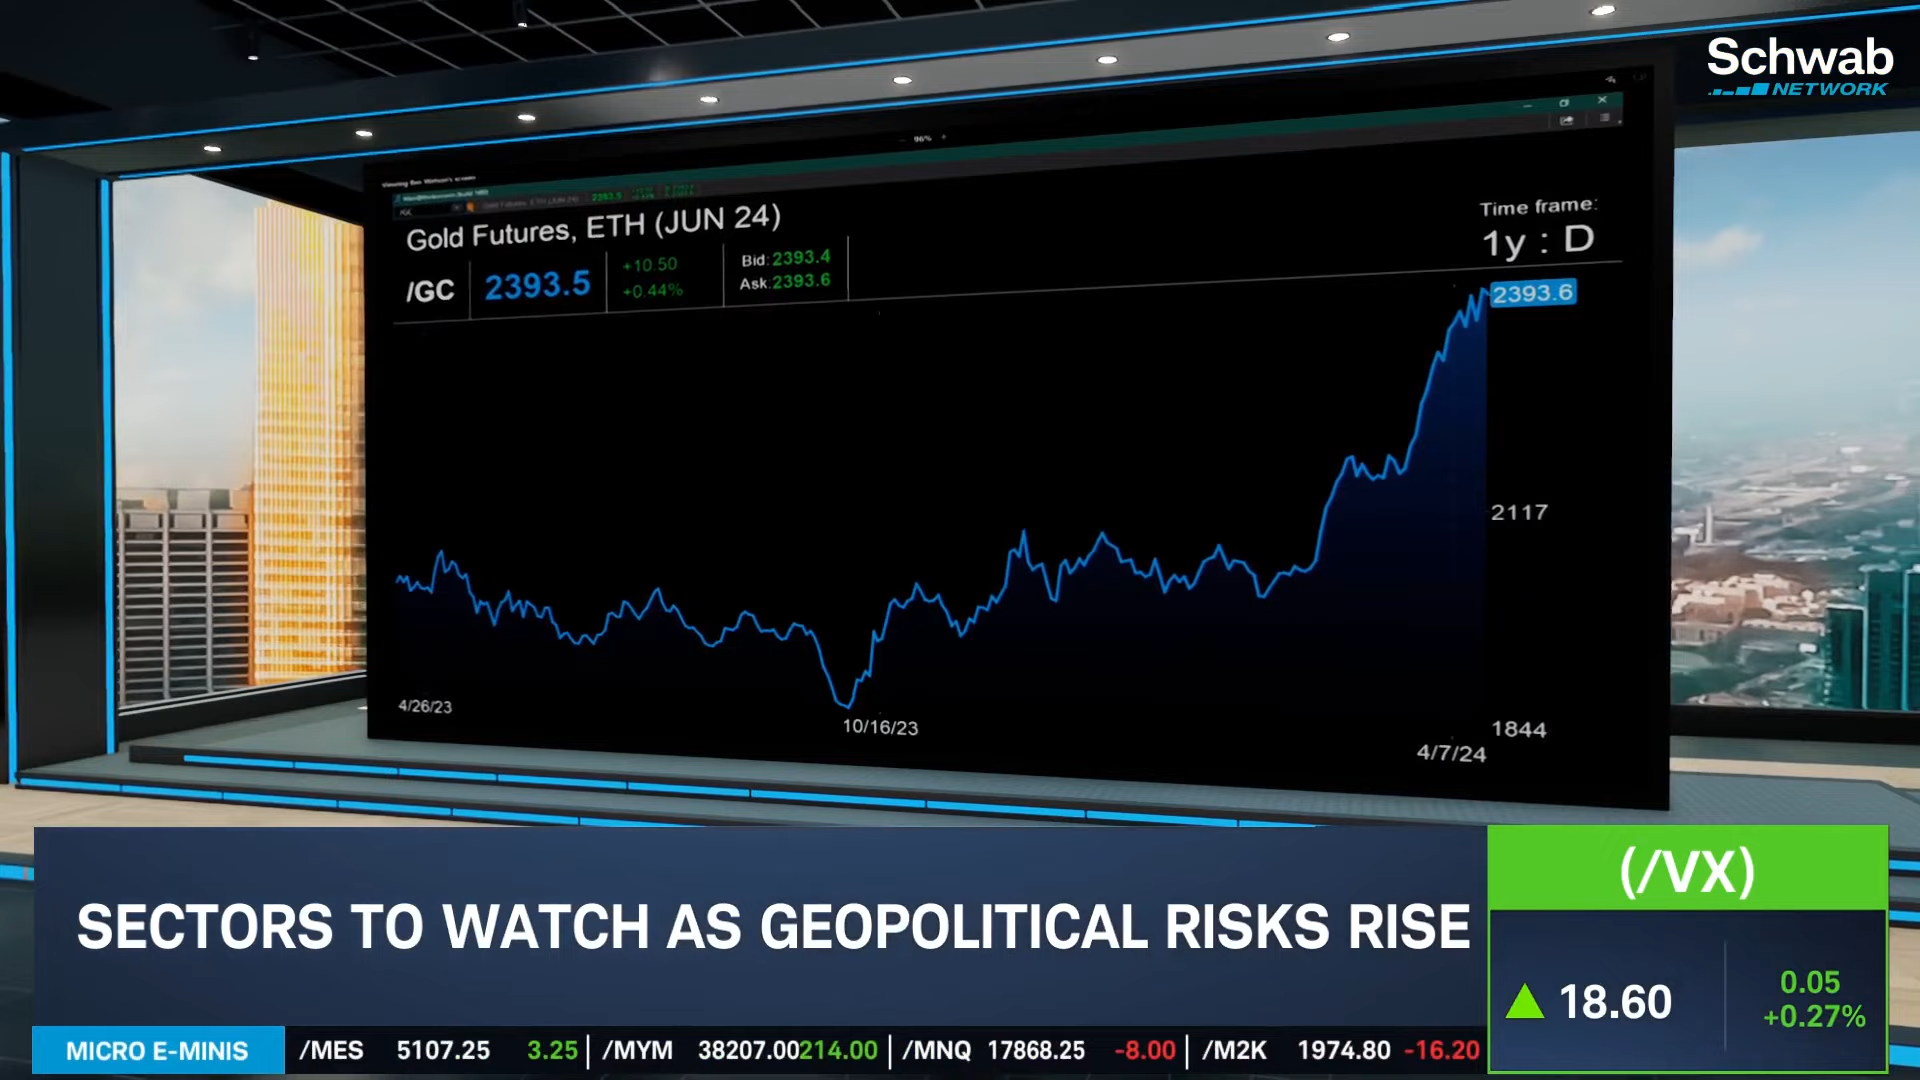 Schwab
NETWORK
96%
Gold Futures, ETH (JUN 24)
Time frame:
1y : D
/GC
2393.5
+10.50
+0.44%
Bid: 2393.4
Ask: 2393.6
2393.6
2117
1844
4/26/23
10/16/23
4/7/24
SECTORS TO WATCH AS GEOPOLITICAL RISKS RISE
(/VX)
18.60
0.05
+0.27%
MICRO E-MINIS /MES 5107.25 3.25 /MYM 38207.00 214.00 /MNQ 17868.25 -8.00 /M2K 1974.80 -16.20